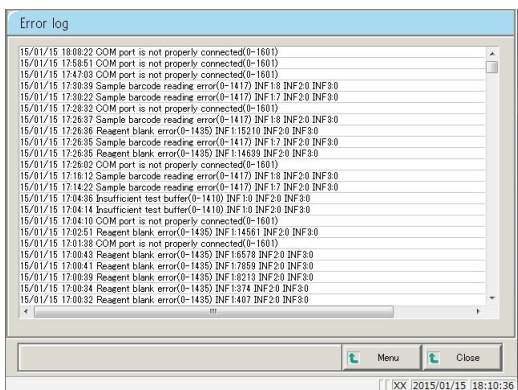 Error log
15/01/15 18:08:22 COM port is not properly connected(0-1601)
15/01/15 17:58:51 COM port is not properly connected(0-1601)
15/01/15 17:47:03 COM port is not properly connected(0-1601)
15/01/15 17:30:39 Sample barcode reading error(0-1417) INF1:8 INF2:0 INF3:0
15/01/15 17:30:22 Sample barcode reading error(0-1417) INF1:7 INF2:0 INF3:0
15/01/15 17:28:32 COM port is not properly connected(0-1601)
15/01/15 17:26:37 Sample barcode reading error(0-1417) INF1:8 INF2:0 INF3:0
15/01/15 17:26:36 Reagent blank error(0-1435) INF1:15210 INF2:0 INF3:0
15/01/15 17:26:35 Sample barcode reading error(0-1417) INF1:7 INF2:0 INF3:0
15/01/15 17:26:35 Reagent blank error(0-1435) INF1:14639 INF2:0 INF3:0
15/01/15 17:26:02 COM port is not properly connected(0-1601)
15/01/15 17:16:12 Sample barcode reading error(0-1417) INF1:8 INF2:0 INF3:0
15/01/15 17:14:22 Sample barcode reading error(0-1417) INF1:7 INF2:0 INF3:0
15/01/15 17:04:36 Insufficient test buffer(0-1410) INF1:0 INF2:0 INF3:0
15/01/15 17:04:14 Insufficient test buffer(0-1410) INF1:0 INF2:0 INF3:0
15/01/15 17:04:10 COM port is not properly connected(0-1601)
15/01/15 17:02:51 Reagent blank error(0-1435) INF1:14561 INF2:0 INF3:0
15/01/15 17:01:38 COM port is not properly connected(0-1601)
15/01/15 17:00:43 Reagent blank error(0-1435) INF1:6578 INF2:0 INF3:0
15/01/15 17:00:41 Reagent blank error(0-1435) INF1:7859 INF2:0 INF3:0
15/01/15 17:00:39 Reagent blank error(0-1435) INF1:8213 INF2:0 INF3:0
15/01/15 17:00:34 Reagent blank error(0-1435) INF1:374 INF2:0 INF3:0
15/01/15 17:00:32 Reagent blank error(0-1435) INF1:407 INF2:0 INF3:0
Menu
Close
XX 2015/01/15 18:10:36